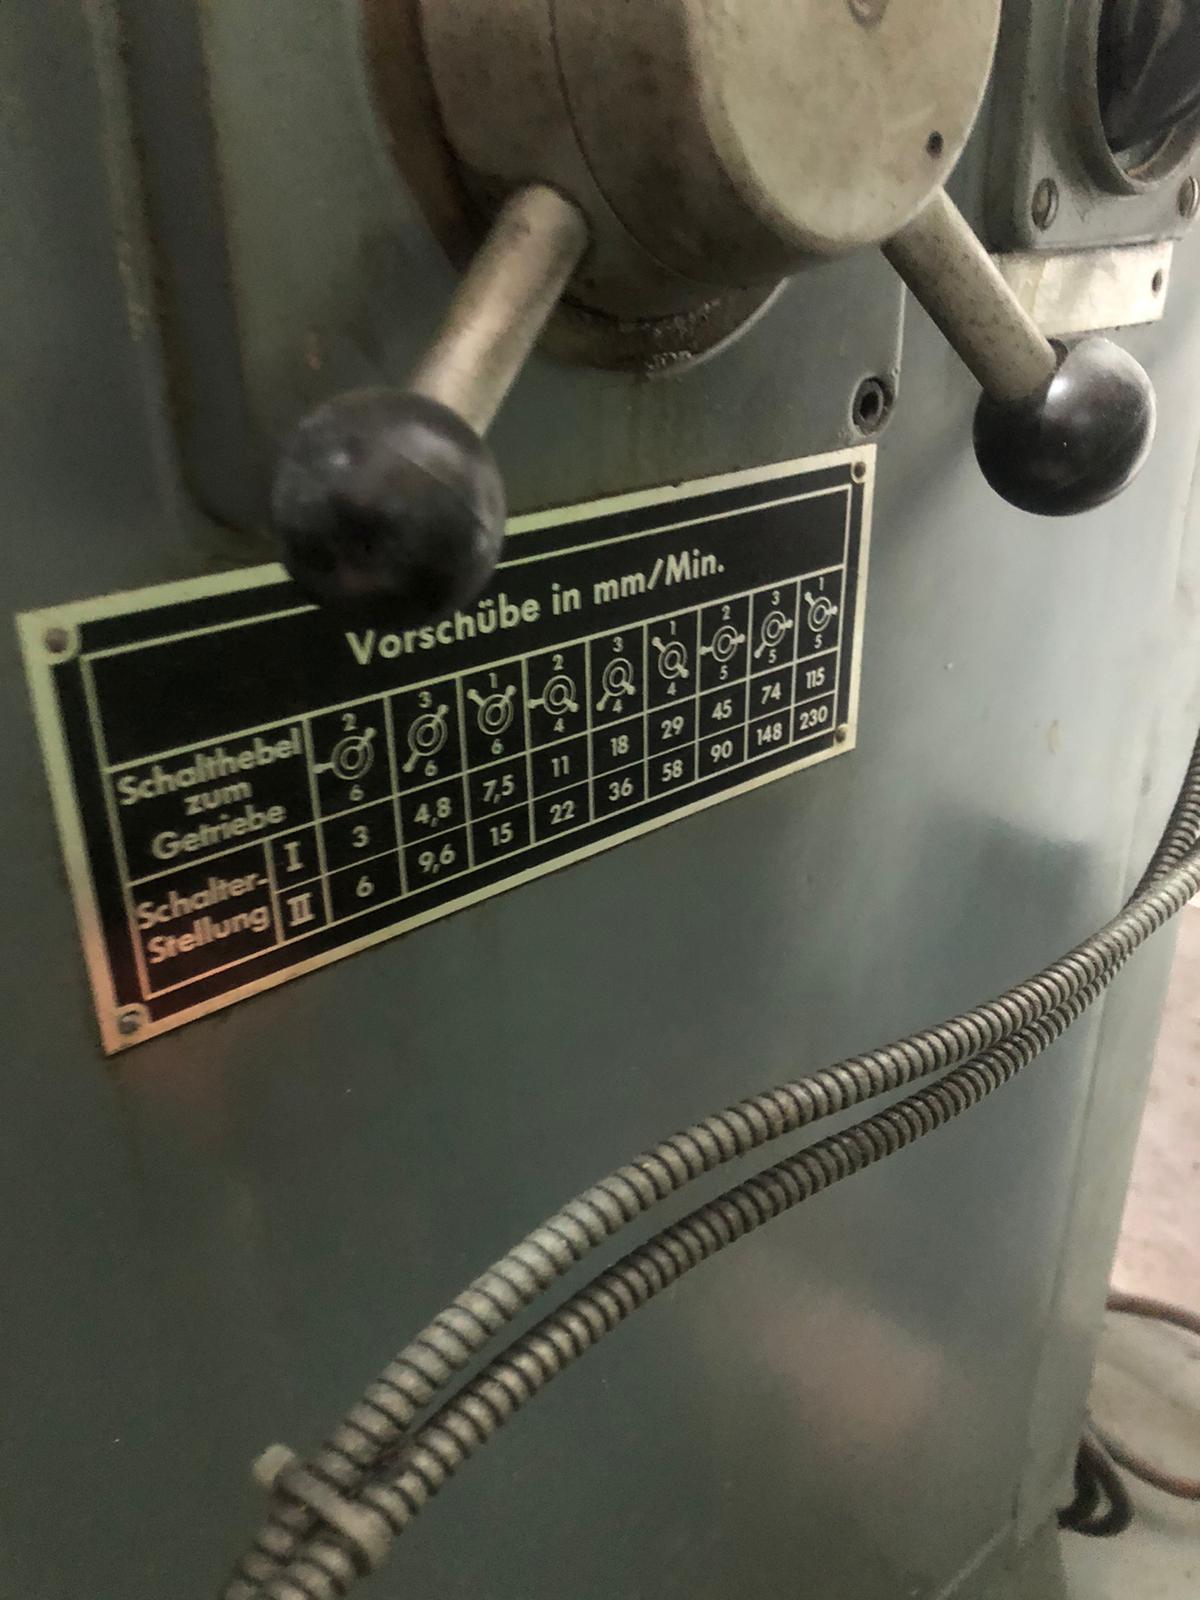 Vorschübe in mm/Min.
Schalthebel
zum
Getriebe
2 3 1 2 3 1 2 3 1
6 6 6 4 4 4 5 5 5
Schalter-
Stellung
I 3 4,8 7,5 11 18 29 45 74 115
II 6 9,6 15 22 36 58 90 148 230